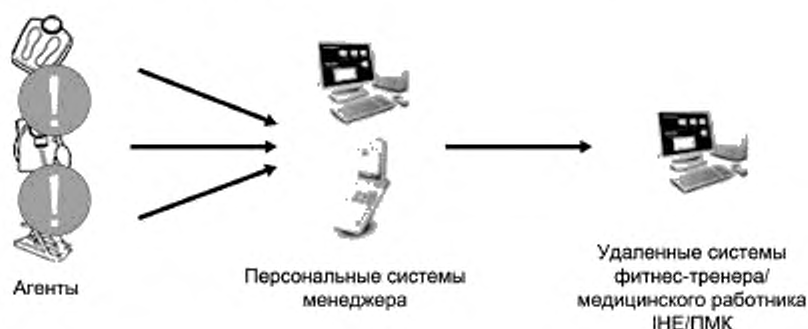 Агенты
Персональные системы
менеджера
Удаленные системы
фитнес-тренера/
медицинского работника
IHE/ПМК